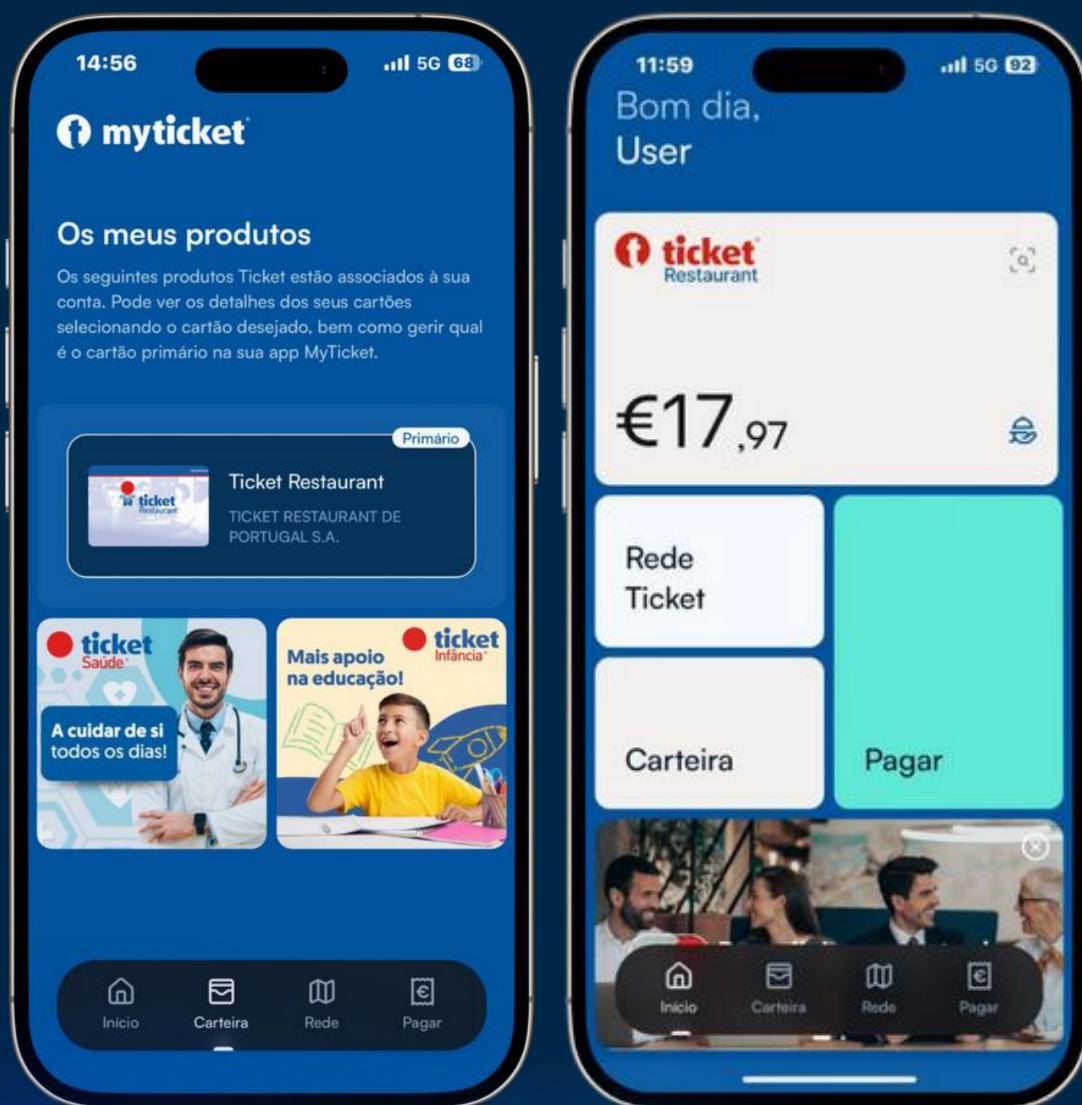 14:56
5G 68
myticket
Os meus produtos
Os seguintes produtos Ticket estão associados à sua
conta. Pode ver os detalhes dos seus cartões
selecionando o cartão desejado, bem como gerir qual
é o cartão primário na sua app MyTicket.
Primário
ticket
Restaurant
Ticket Restaurant
TICKET RESTAURANT DE
PORTUGAL S.A.
ticket
Saúde
A cuidar de si
todos os dias!
ticket
Infância
Mais apoio
na educação!
Início
Carteira
Rede
Pagar
11:59
5G 92
Bom dia,
User
ticket
Restaurant
€17,97
Rede
Ticket
Carteira
Pagar
Início
Carteira
Rede
Pagar